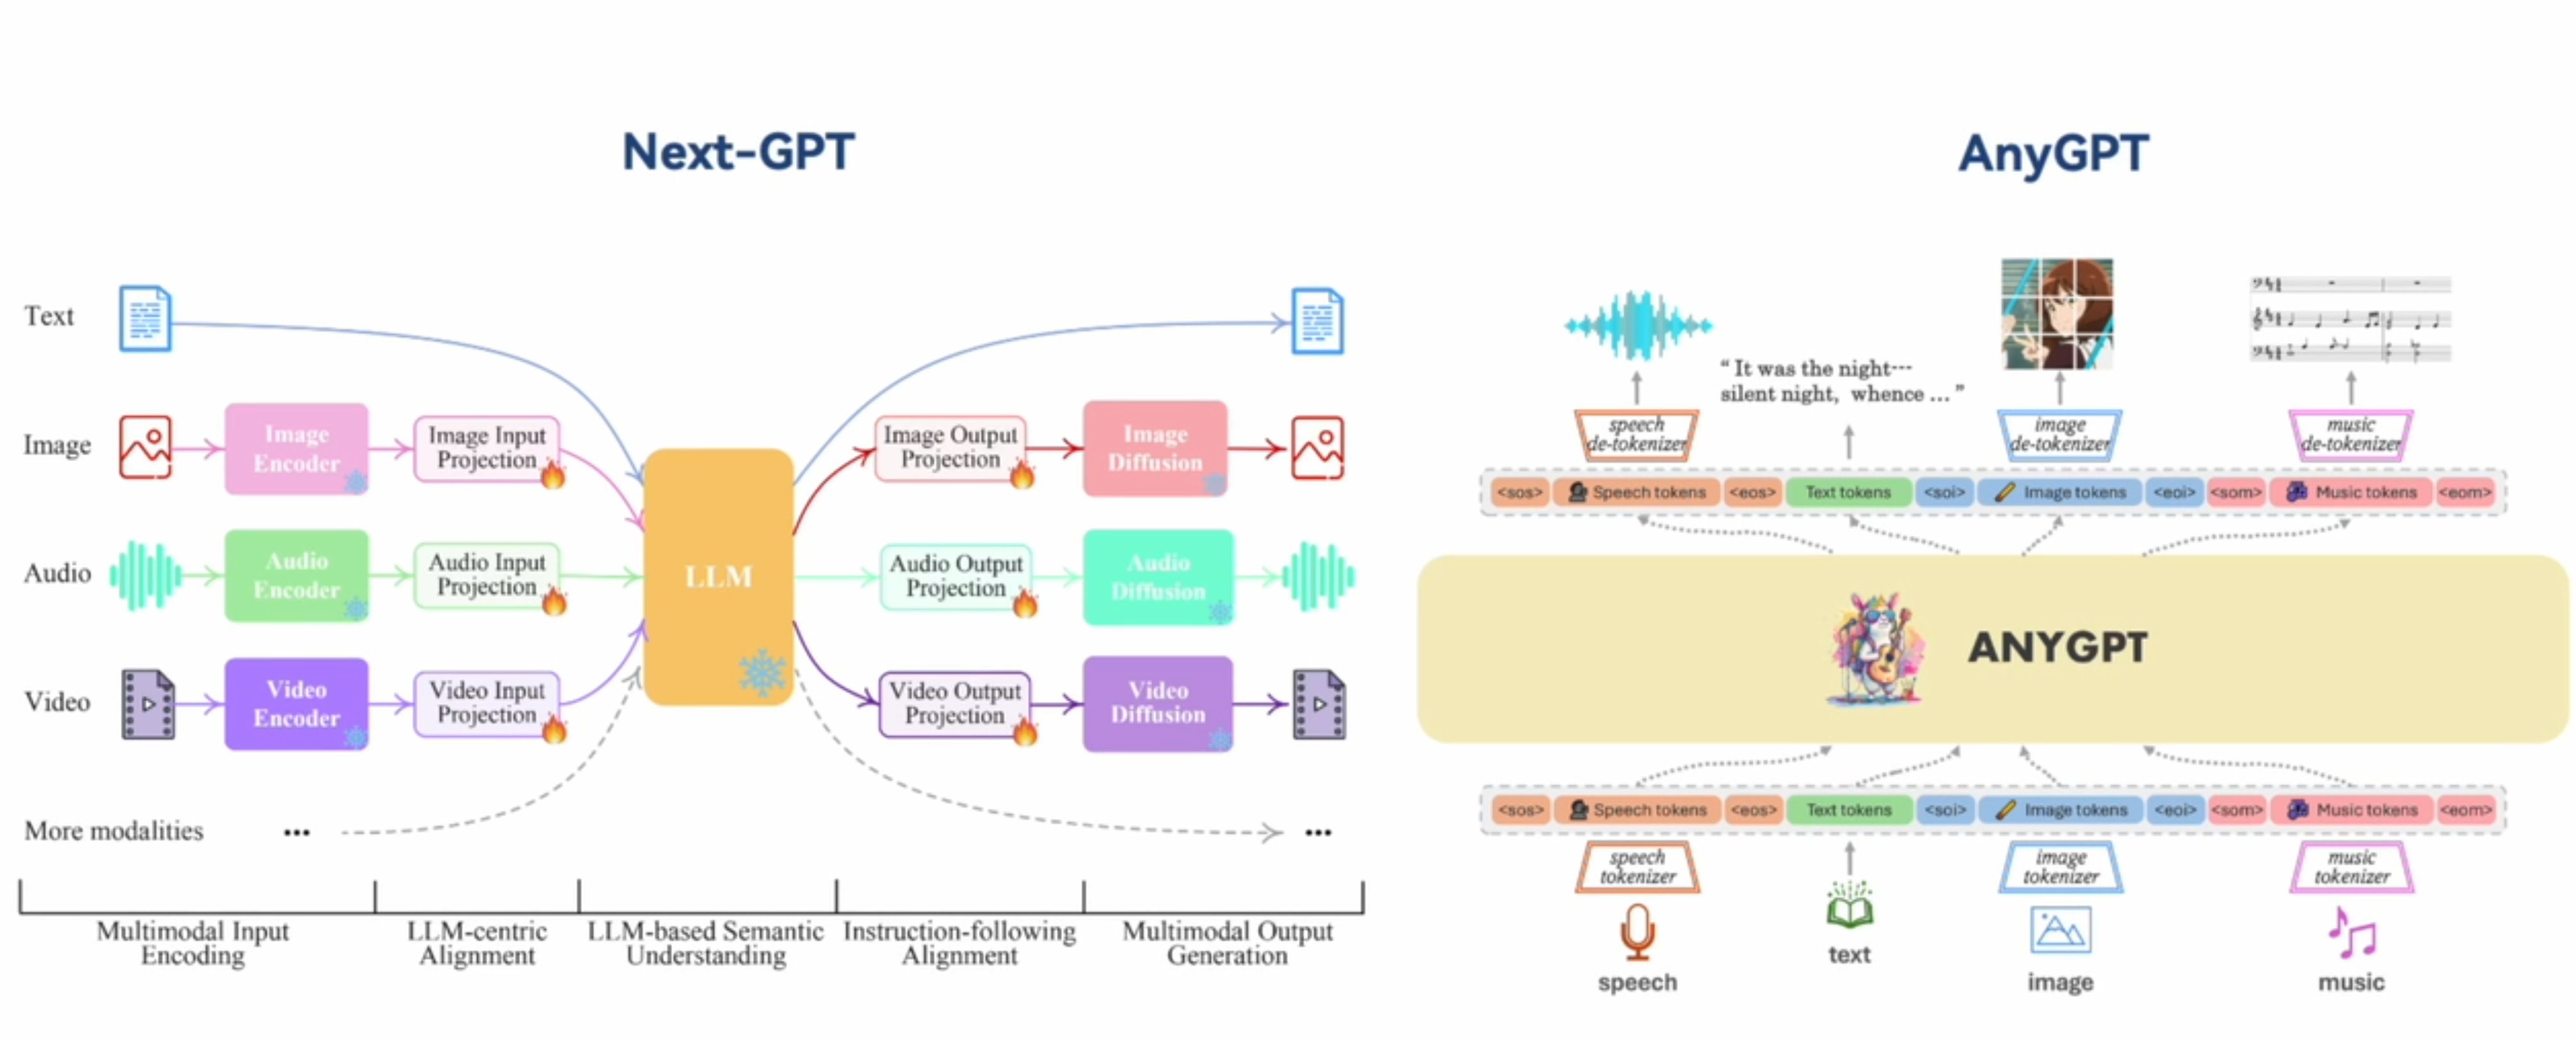 Next-GPT
Text
Image
Image
Encoder
Image Input
Projection
Image Output
Projection
Image
Diffusion
Audio
Audio
Encoder
Audio Input
Projection
LLM
Audio Output
Projection
Audio
Diffusion
Video
Video
Encoder
Video Input
Projection
Video Output
Projection
Video
Diffusion
More modalities
...
...
Multimodal Input
Encoding
LLM-centric
Alignment
LLM-based Semantic
Understanding
Instruction-following
Alignment
Multimodal Output
Generation
AnyGPT
“ It was the night---
silent night, whence ... ”
speech
de-tokenizer
image
de-tokenizer
music
de-tokenizer
<sos> Speech tokens <eos> Text tokens <soi> Image tokens <eoi> <som> Music tokens <eom>
ANYGPT
<sos> Speech tokens <eos> Text tokens <soi> Image tokens <eoi> <som> Music tokens <eom>
speech
tokenizer
image
tokenizer
music
tokenizer
speech
text
image
music